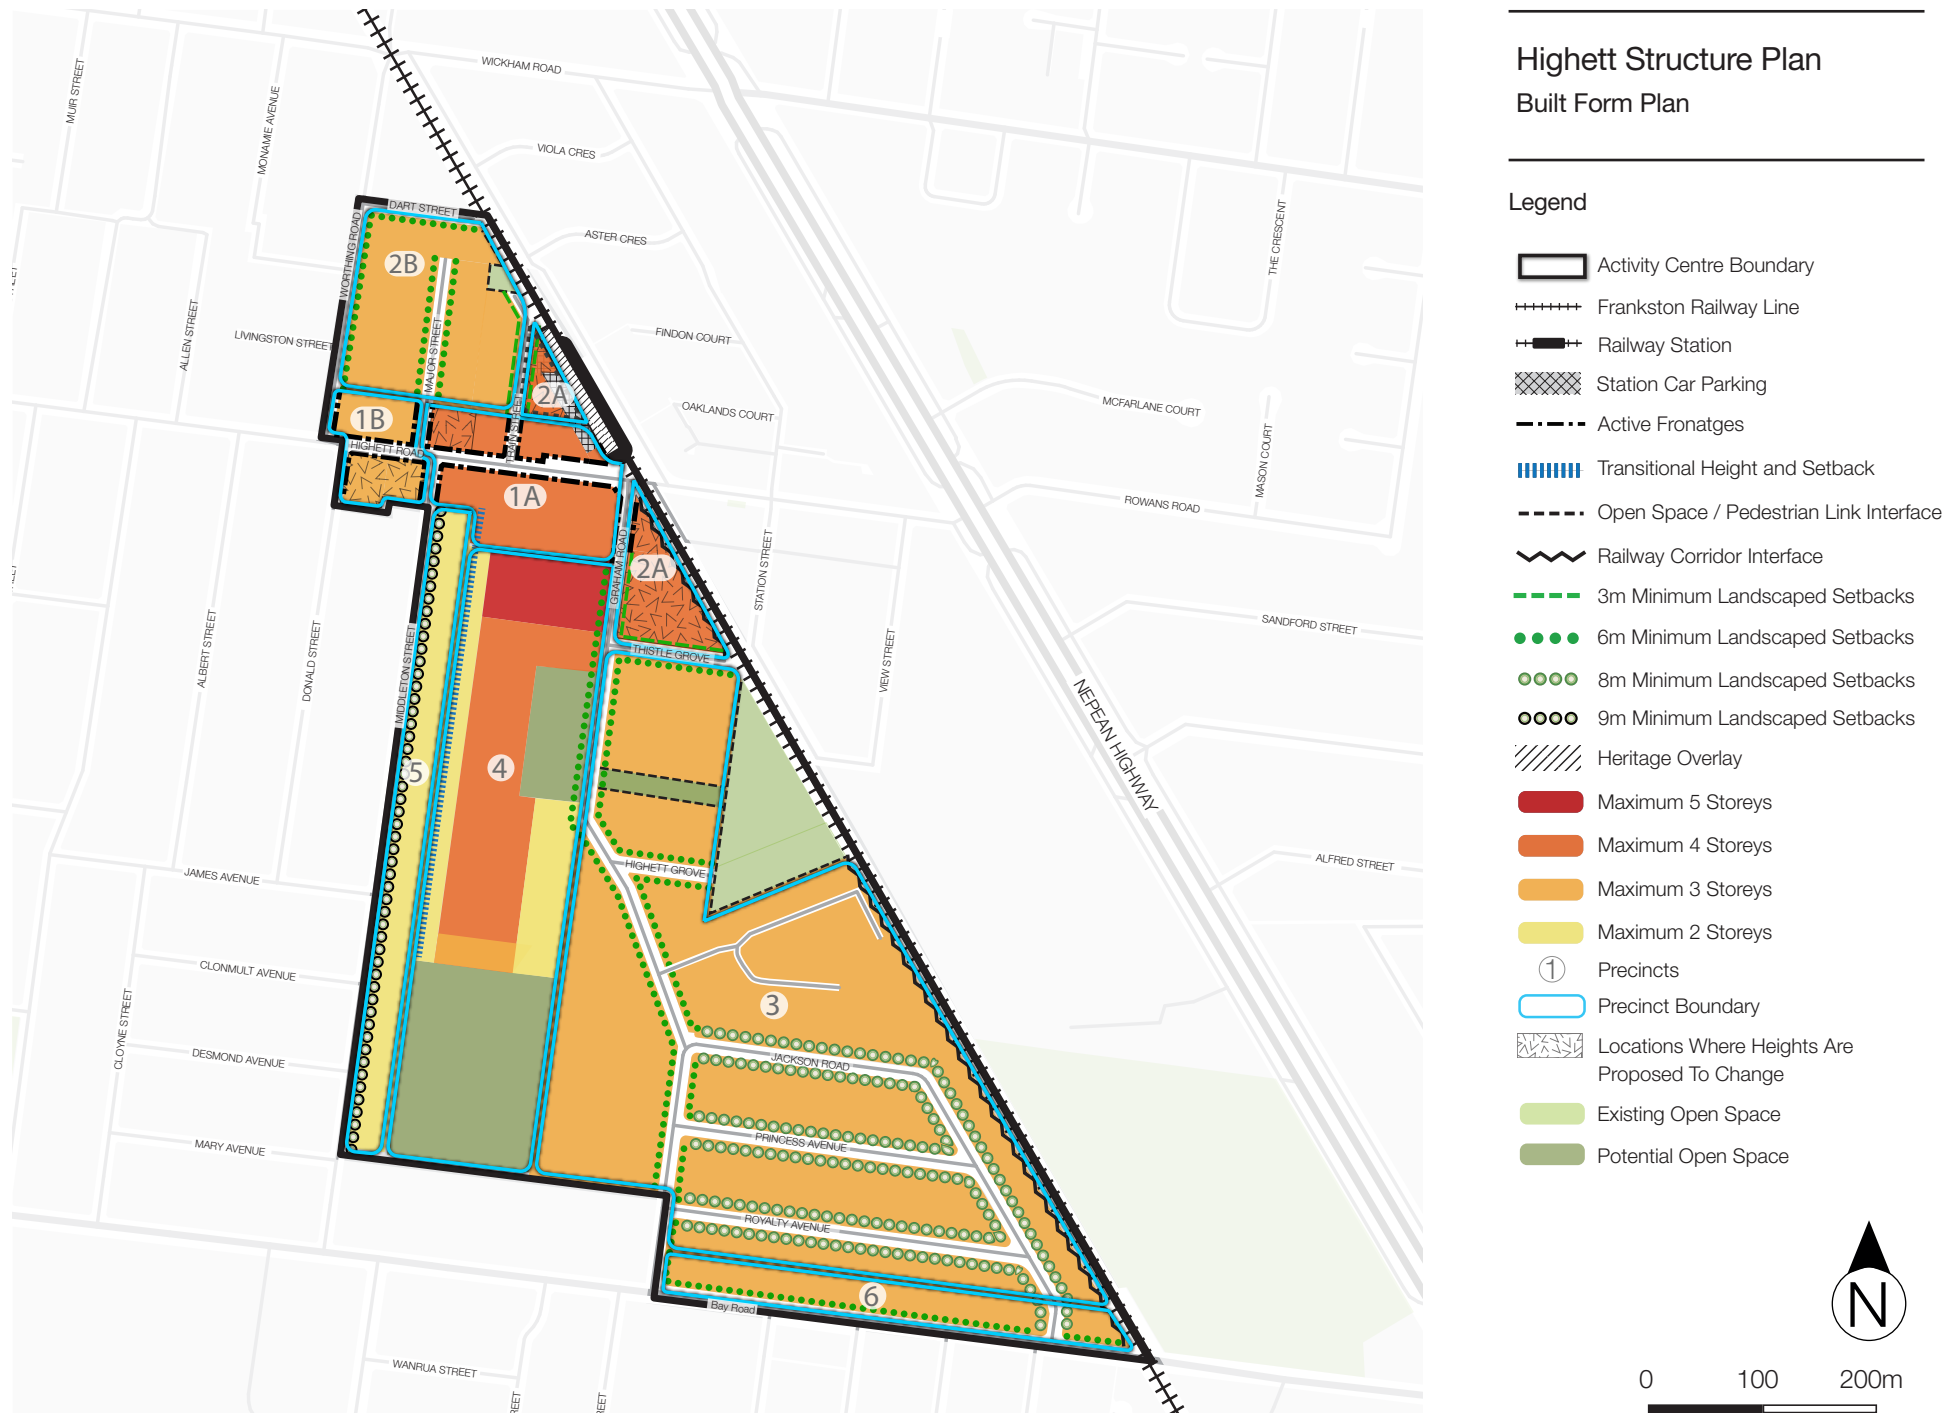 Highett Structure Plan
Built Form Plan
Legend
Activity Centre Boundary
Frankston Railway Line
Railway Station
Station Car Parking
Active Fronatges
Transitional Height and Setback
Open Space / Pedestrian Link Interface
Railway Corridor Interface
3m Minimum Landscaped Setbacks
6m Minimum Landscaped Setbacks
8m Minimum Landscaped Setbacks
9m Minimum Landscaped Setbacks
Heritage Overlay
Maximum 5 Storeys
Maximum 4 Storeys
Maximum 3 Storeys
Maximum 2 Storeys
1 Precincts
Precinct Boundary
Locations Where Heights Are
Proposed To Change
Existing Open Space
Potential Open Space
N
0 100 200m
WICKHAM ROAD
MUIR STREET
MONAMIE AVENUE
VIOLA CRES
DART STREET
ASTER CRES
THE CRESCENT
WORTHING ROAD
2B
LIVINGSTON STREET
ALLEN STREET
MAJOR STREET
FINDON COURT
2A
OAKLANDS COURT
MCFARLANE COURT
1B
TRAIN STREET
HIGHETT ROAD
MASON COURT
1A
ROWANS ROAD
GRAHAM ROAD
2A
STATION STREET
SANDFORD STREET
ALBERT STREET
DONALD STREET
MIDDLETON STREET
THISTLE GROVE
VIEW STREET
NEPEAN HIGHWAY
5
4
JAMES AVENUE
HIGHETT GROVE
ALFRED STREET
CLONMULT AVENUE
3
CLOYNE STREET
DESMOND AVENUE
JACKSON ROAD
MARY AVENUE
PRINCESS AVENUE
ROYALTY AVENUE
6
Bay Road
WANRUA STREET
REET
REET